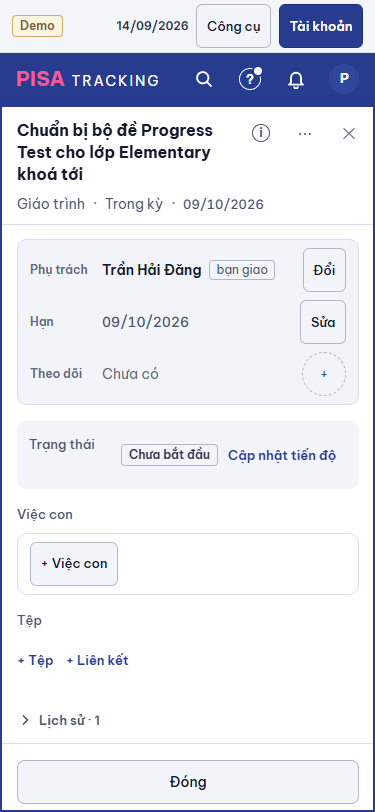 Demo
14/09/2026
Công cụ
Tài khoản
PISA TRACKING
?
P
Chuẩn bị bộ đề Progress
Test cho lớp Elementary
khoá tới
i
...
Giáo trình · Trong kỳ · 09/10/2026
Phụ trách
Trần Hải Đăng
bạn giao
Đổi
Hạn
09/10/2026
Sửa
Theo dõi
Chưa có
+
Trạng thái
Chưa bắt đầu
Cập nhật tiến độ
Việc con
+ Việc con
Tệp
+ Tệp
+ Liên kết
Lịch sử · 1
Đóng